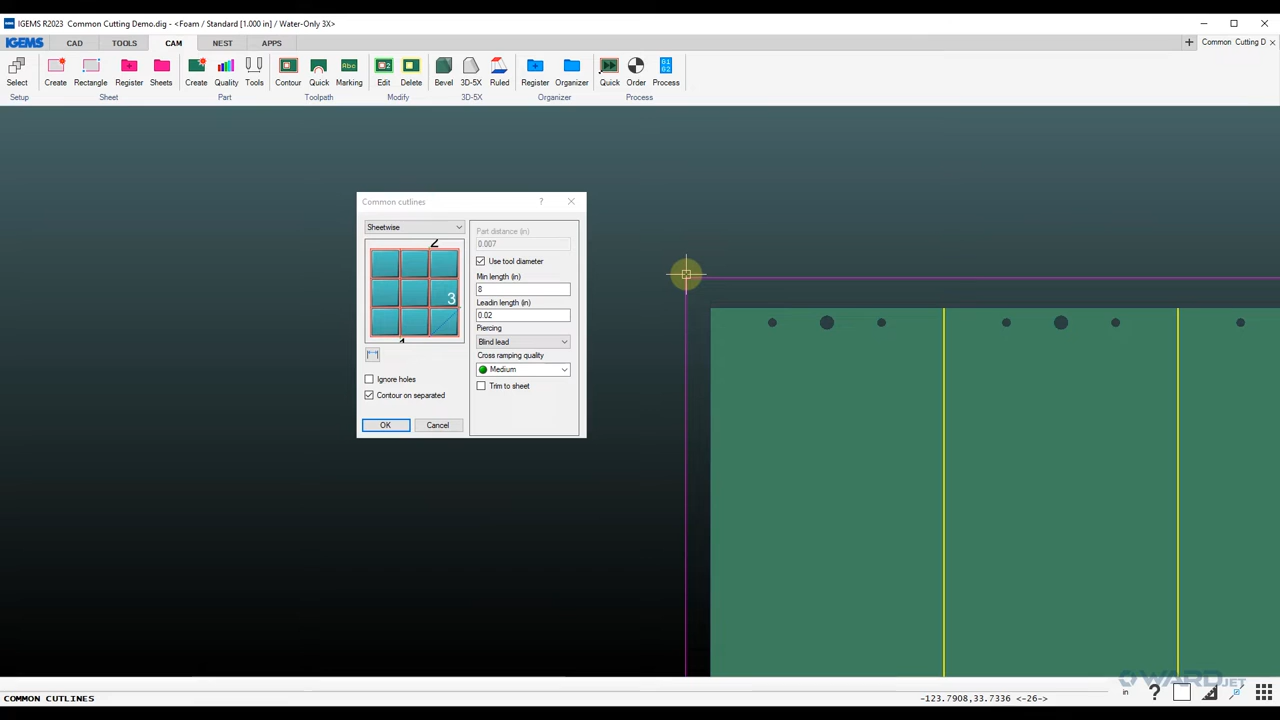 IGEMS R2023 Common Cutting Demo.dig - <Foam / Standard [1.000 in] / Water-Only 3X>
IGEMS CAD TOOLS CAM NEST APPS
+ Common Cutting D ×
Select Create Rectangle Register Sheets Create Quality Tools Contour Quick Marking Edit Delete Bevel 3D-5X Ruled Register Organizer Quick Order Process
Setup Sheet Part Toolpath Modify 3D-5X Organizer Process
Common cutlines ?
Sheetwise
2
3
1
Ignore holes
Contour on separated
OK Cancel
Part distance (in)
0.007
Use tool diameter
Min length (in)
8
Leadin length (in)
0.02
Piercing
Blind lead
Cross ramping quality
Medium
Trim to sheet
WARDJET
COMMON CUTLINES
-123.7908,33.7336 <-26>
in ?